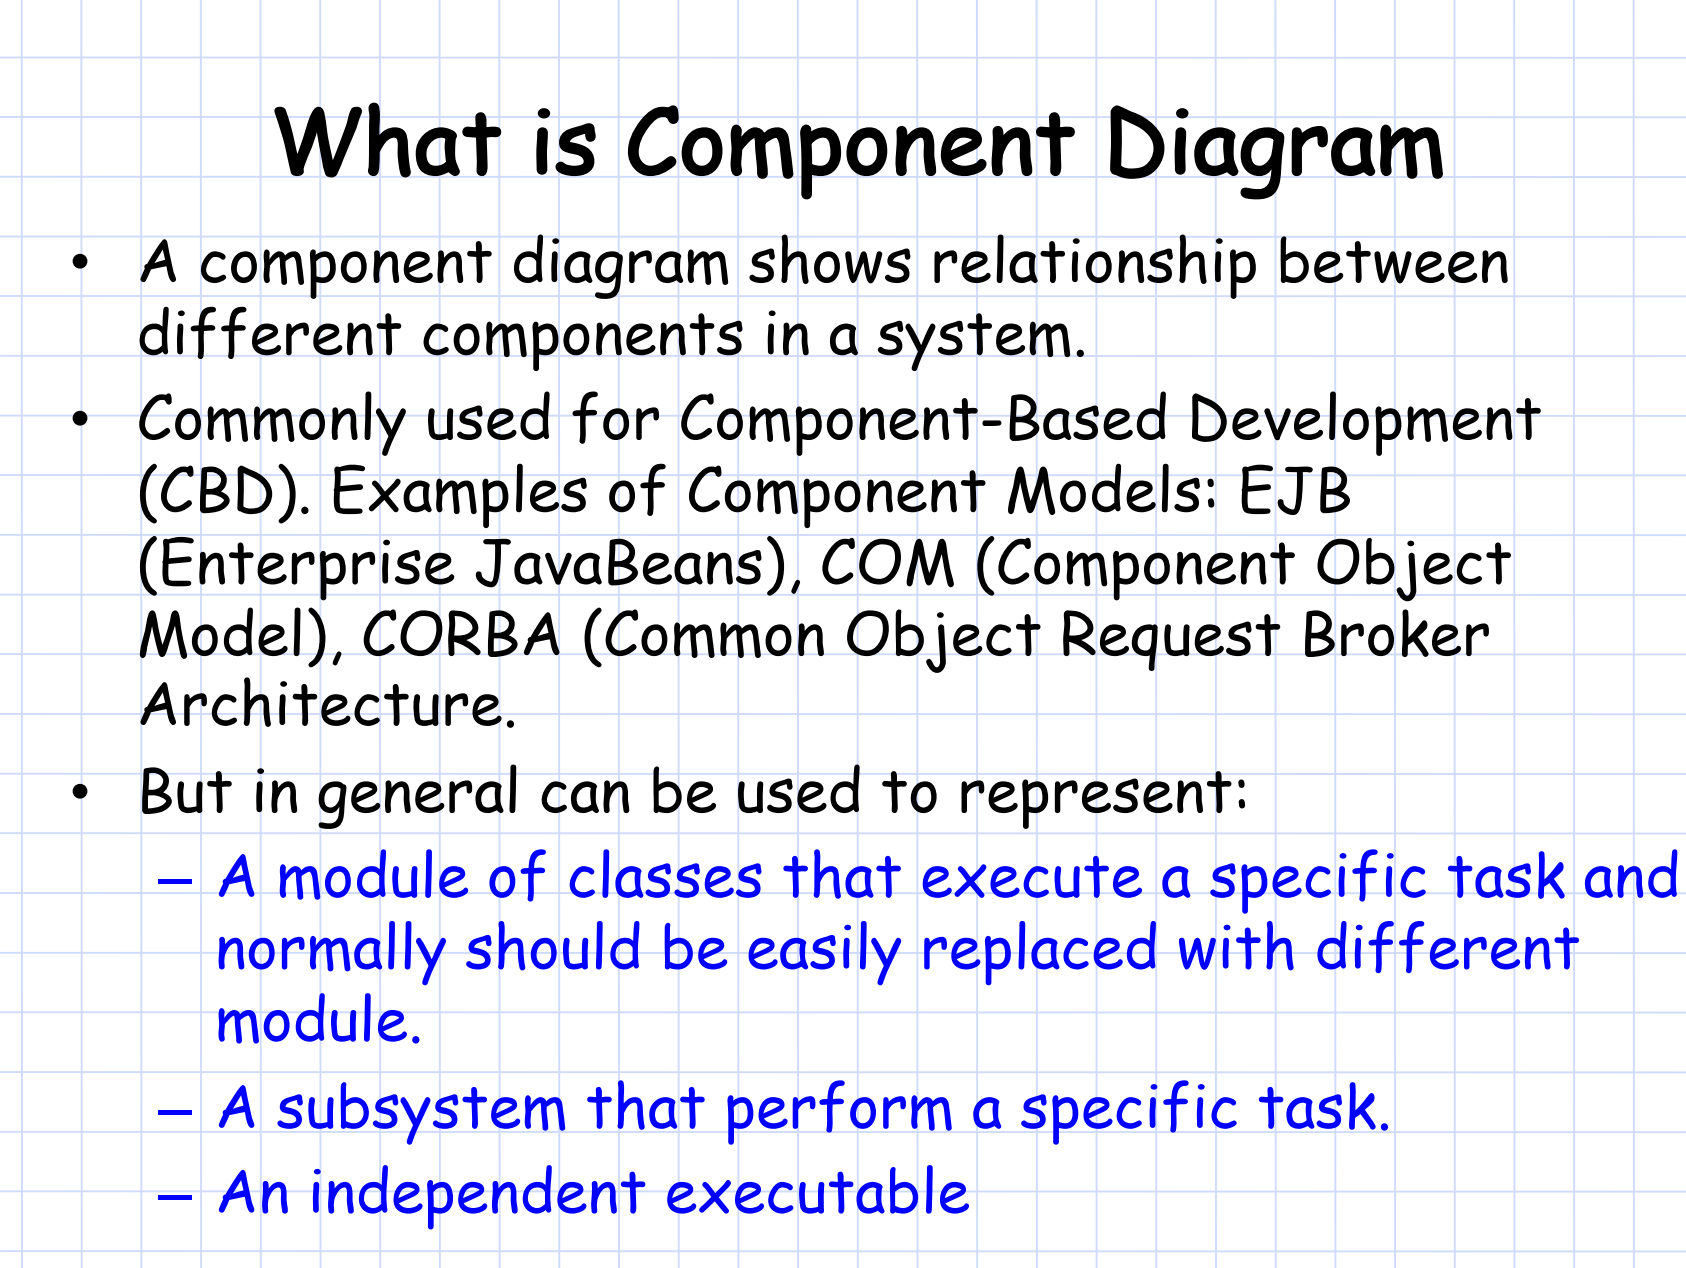 What is Component Diagram
• A component diagram shows relationship between
different components in a system.
• Commonly used for Component-Based Development
(CBD). Examples of Component Models: EJB
(Enterprise JavaBeans), COM (Component Object
Model), CORBA (Common Object Request Broker
Architecture.
• But in general can be used to represent:
– A module of classes that execute a specific task and
normally should be easily replaced with different
module.
– A subsystem that perform a specific task.
– An independent executable